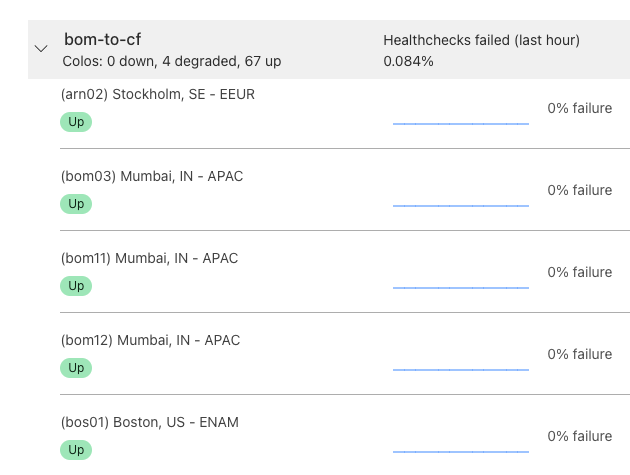 bom-to-cf
Healthchecks failed (last hour)
Colos: 0 down, 4 degraded, 67 up
0.084%
(arn02) Stockholm, SE - EEUR
0% failure
Up
(bom03) Mumbai, IN - APAC
0% failure
Up
(bom11) Mumbai, IN - APAC
0% failure
Up
(bom12) Mumbai, IN - APAC
0% failure
Up
(bos01) Boston, US - ENAM
0% failure
Up